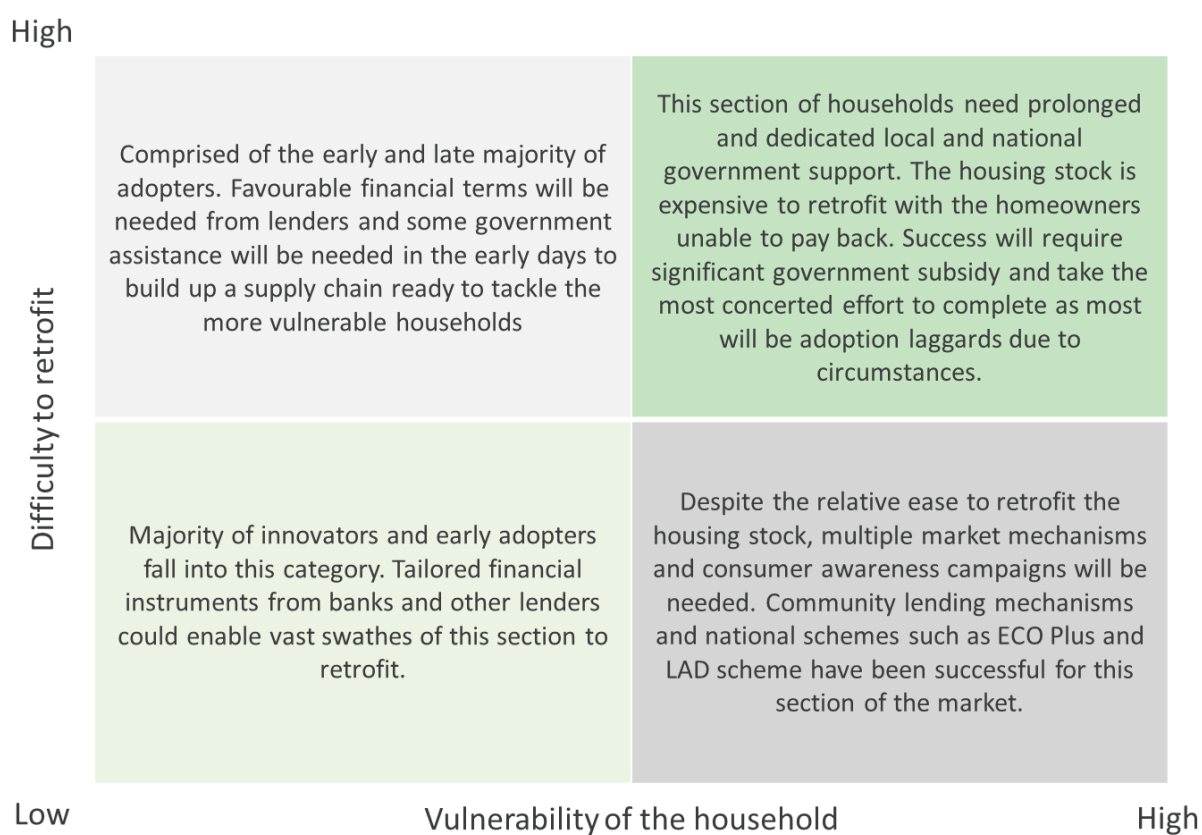 High
Comprised of the early and late majority of
adopters. Favourable financial terms will be
needed from lenders and some government
assistance will be needed in the early days to
build up a supply chain ready to tackle the
more vulnerable households
This section of households need prolonged
and dedicated local and national
government support. The housing stock is
expensive to retrofit with the homeowners
unable to pay back. Success will require
significant government subsidy and take the
most concerted effort to complete as most
will be adoption laggards due to
circumstances.
Difficulty to retrofit
Majority of innovators and early adopters
fall into this category. Tailored financial
instruments from banks and other lenders
could enable vast swathes of this section to
retrofit.
Despite the relative ease to retrofit the
housing stock, multiple market mechanisms
and consumer awareness campaigns will be
needed. Community lending mechanisms
and national schemes such as ECO Plus and
LAD scheme have been successful for this
section of the market.
Low
Vulnerability of the household
High